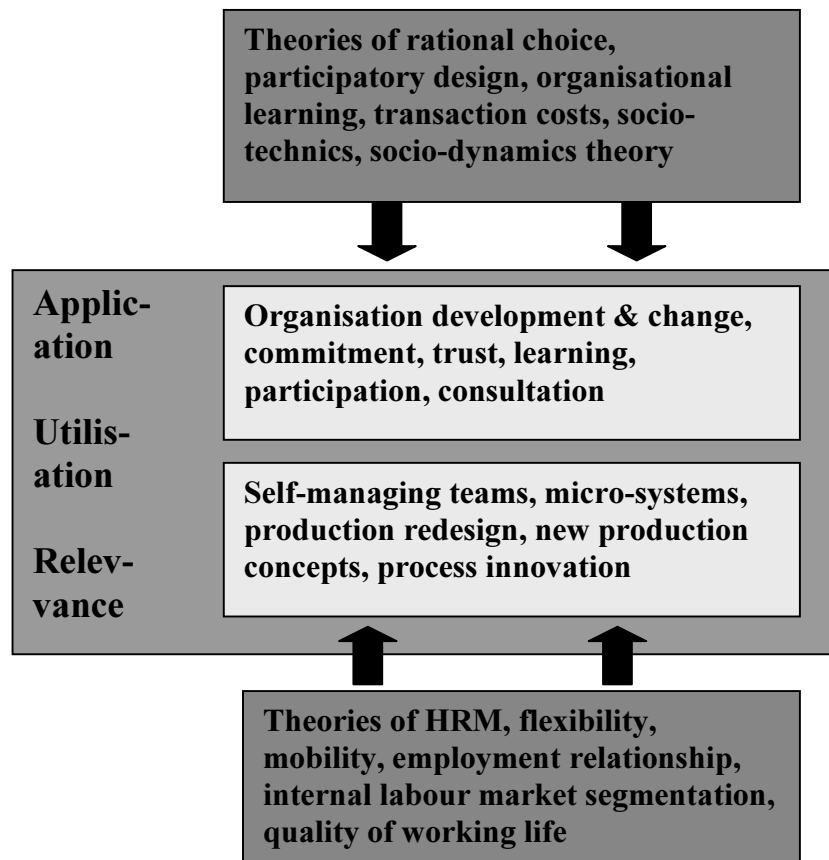 Theories of rational choice,
participatory design, organisational
learning, transaction costs, socio-
technics, socio-dynamics theory
Applic-
ation
Utilis-
ation
Relev-
vance
Organisation development & change,
commitment, trust, learning,
participation, consultation
Self-managing teams, micro-systems,
production redesign, new production
concepts, process innovation
Theories of HRM, flexibility,
mobility, employment relationship,
internal labour market segmentation,
quality of working life